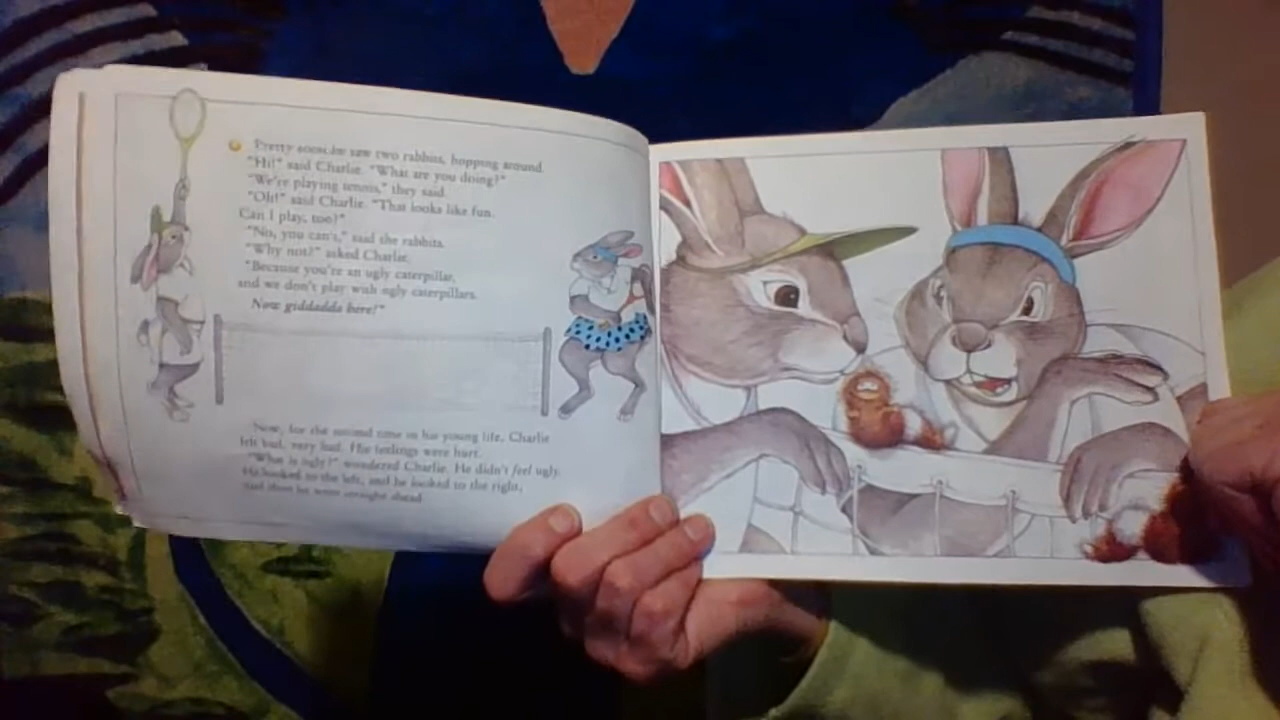 Pretty soon he saw two rabbits, hopping around.
"Hi!" said Charlie. "What are you doing?"
"We're playing tennis," they said.
"Oh!" said Charlie. "That looks like fun.
Can I play, too?"
"No, you can't," said the rabbits.
"Why not?" asked Charlie.
"Because you're an ugly caterpillar,
and we don't play with ugly caterpillars.
Now giddadda here!"
Now, for the second time in his young life, Charlie
felt bad, very bad. His feelings were hurt.
"What is ugly?" wondered Charlie. He didn't feel ugly.
He looked to the left, and he looked to the right,
and then he went straight ahead.